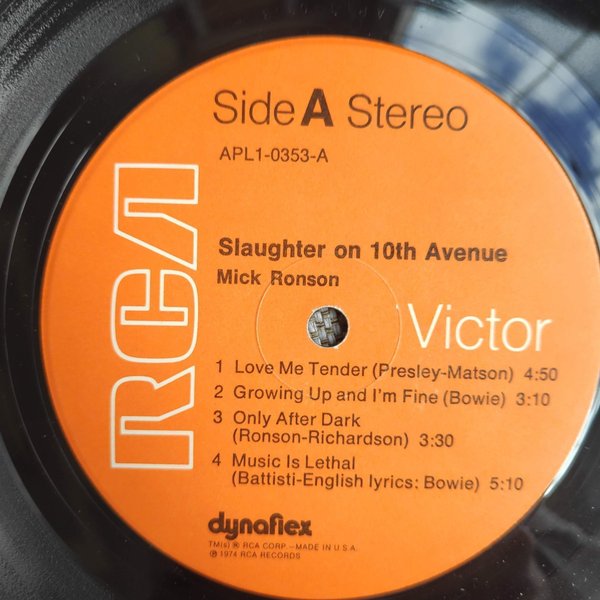 Side A Stereo
APL1-0353-A
RCA
Slaughter on 10th Avenue
Mick Ronson
Victor
1 Love Me Tender (Presley-Matson) 4:50
2 Growing Up and I'm Fine (Bowie) 3:10
3 Only After Dark
(Ronson-Richardson) 3:30
4 Music Is Lethal
(Battisti-English lyrics: Bowie) 5:10
dynaflex
TM(s) ® RCA CORP.—MADE IN U.S.A.
℗ 1974 RCA RECORDS